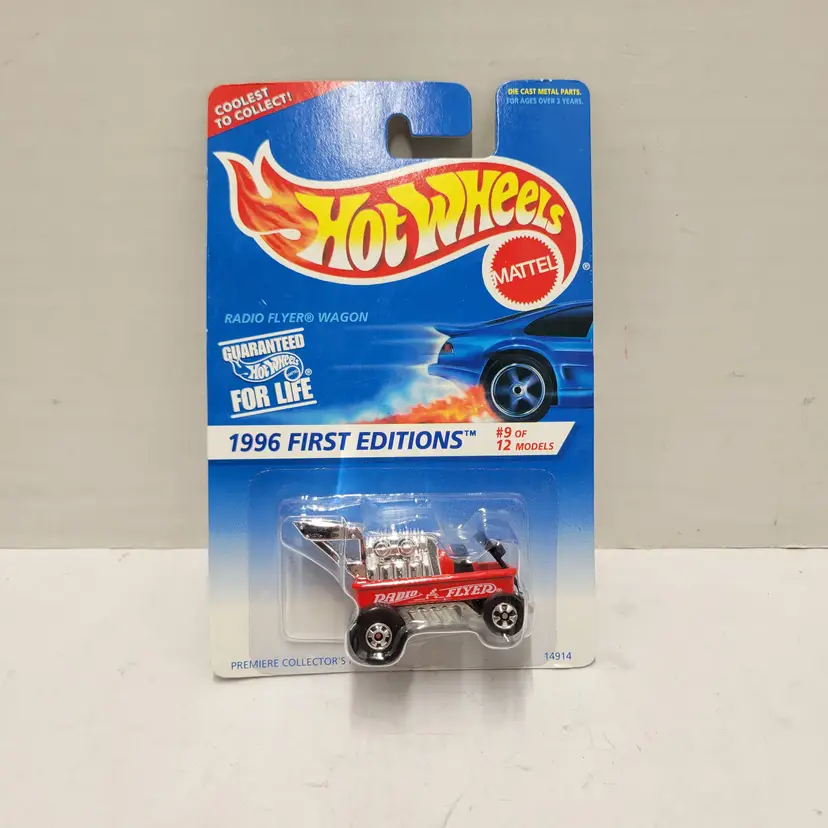 COOLEST
TO COLLECT!
DIE CAST METAL PARTS.
FOR AGES OVER 3 YEARS.
HOT WHEELS
MATTEL
®
RADIO FLYER® WAGON
GUARANTEED
HOT WHEELS®
FOR LIFE
1996 FIRST EDITIONS™
#9 OF
12 MODELS
RADIO FLYER®
PREMIERE COLLECTOR'S
14914